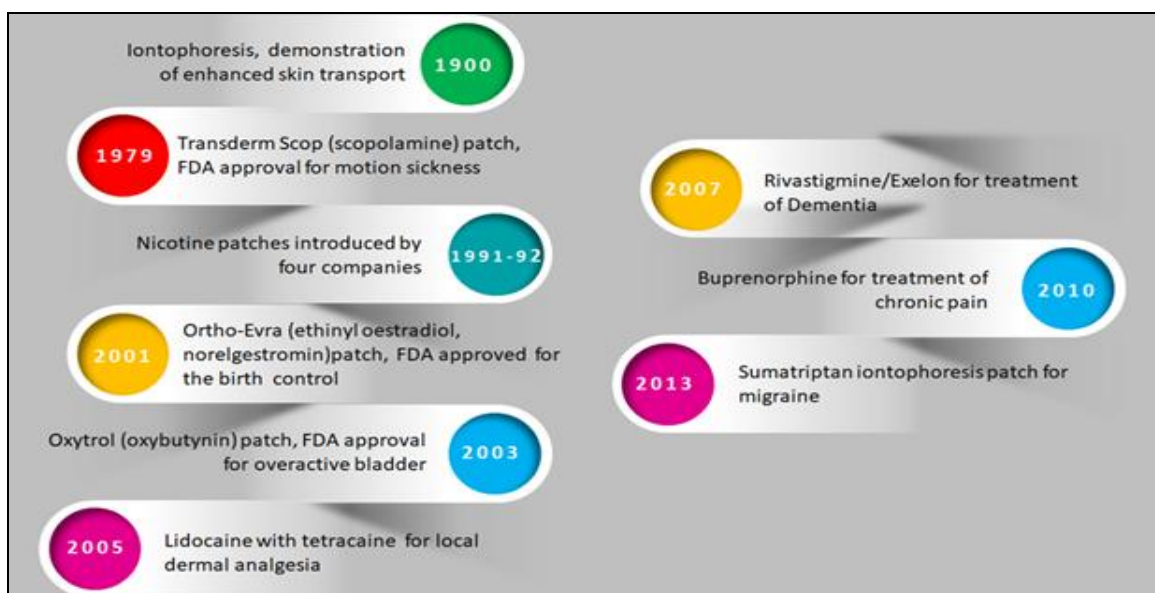 Iontophoresis, demonstration
of enhanced skin transport
1900
1979
Transderm Scop (scopolamine) patch,
FDA approval for motion sickness
Nicotine patches introduced by
four companies
1991-92
2001
Ortho-Evra (ethinyl oestradiol,
norelgestromin)patch, FDA approved for
the birth control
Oxytrol (oxybutynin) patch, FDA approval
for overactive bladder
2003
2005
Lidocaine with tetracaine for local
dermal analgesia
2007
Rivastigmine/Exelon for treatment
of Dementia
Buprenorphine for treatment of
chronic pain
2010
2013
Sumatriptan iontophoresis patch for
migraine